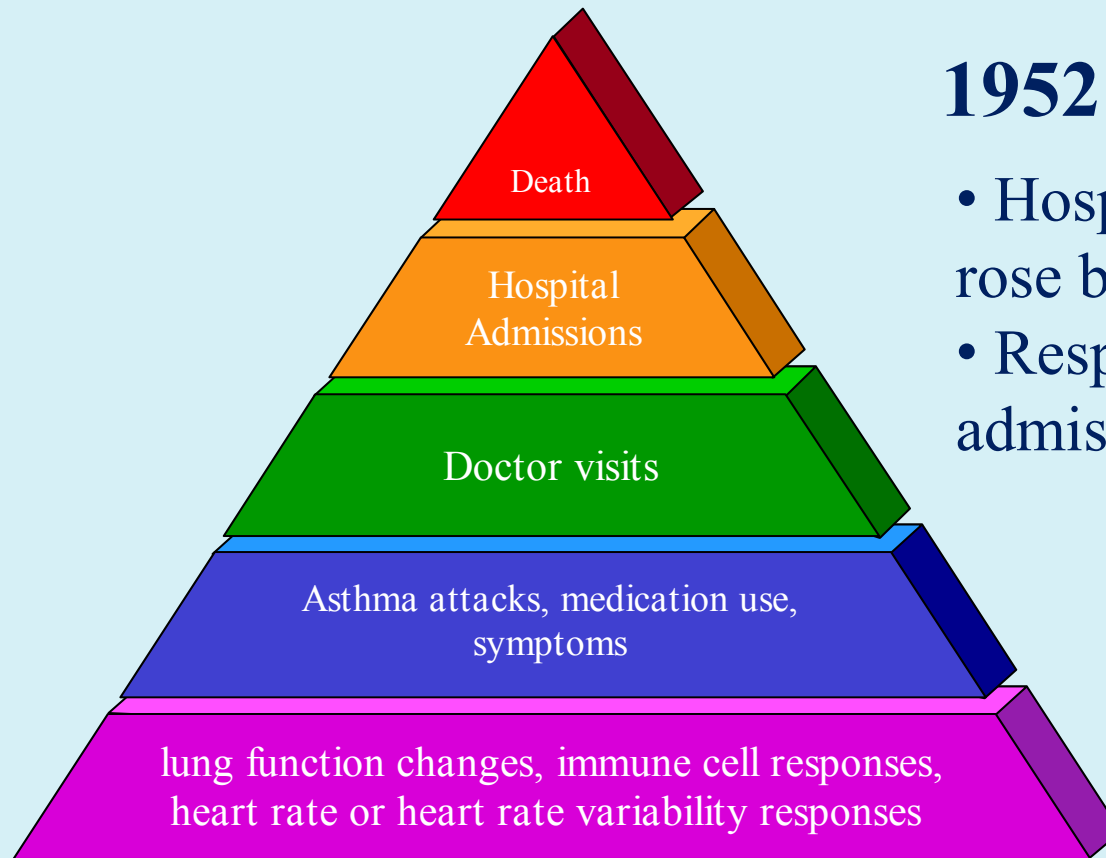 Death
Hospital
Admissions
Doctor visits
Asthma attacks, medication use,
symptoms
lung function changes, immune cell responses,
heart rate or heart rate variability responses
1952
• Hosp
rose b
• Resp
admis